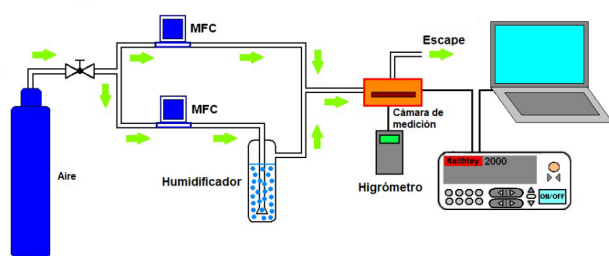 MFC
Escape
MFC
Cámara de
medición
Keithley 2000
Aire
Humidificador
Higrómetro
ON/OFF